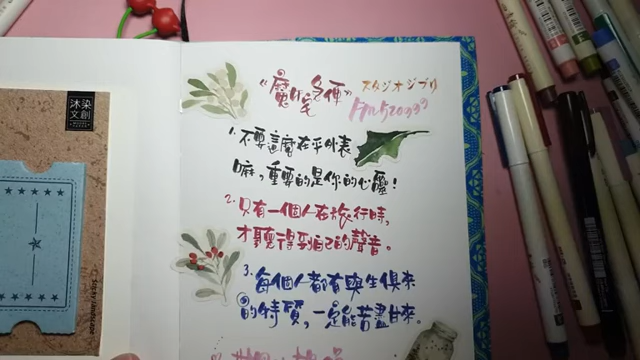 沐染
文創
Sticky landscape
《魔女宅急便》 スタジオジブリ
1.不要這麼在乎外表
嘛,重要的是你的心靈!
2.只有一個人在旅行時,
才聽得到自己的聲音。
3.每個人都有與生俱來
的特質,一定能苦盡甘來。